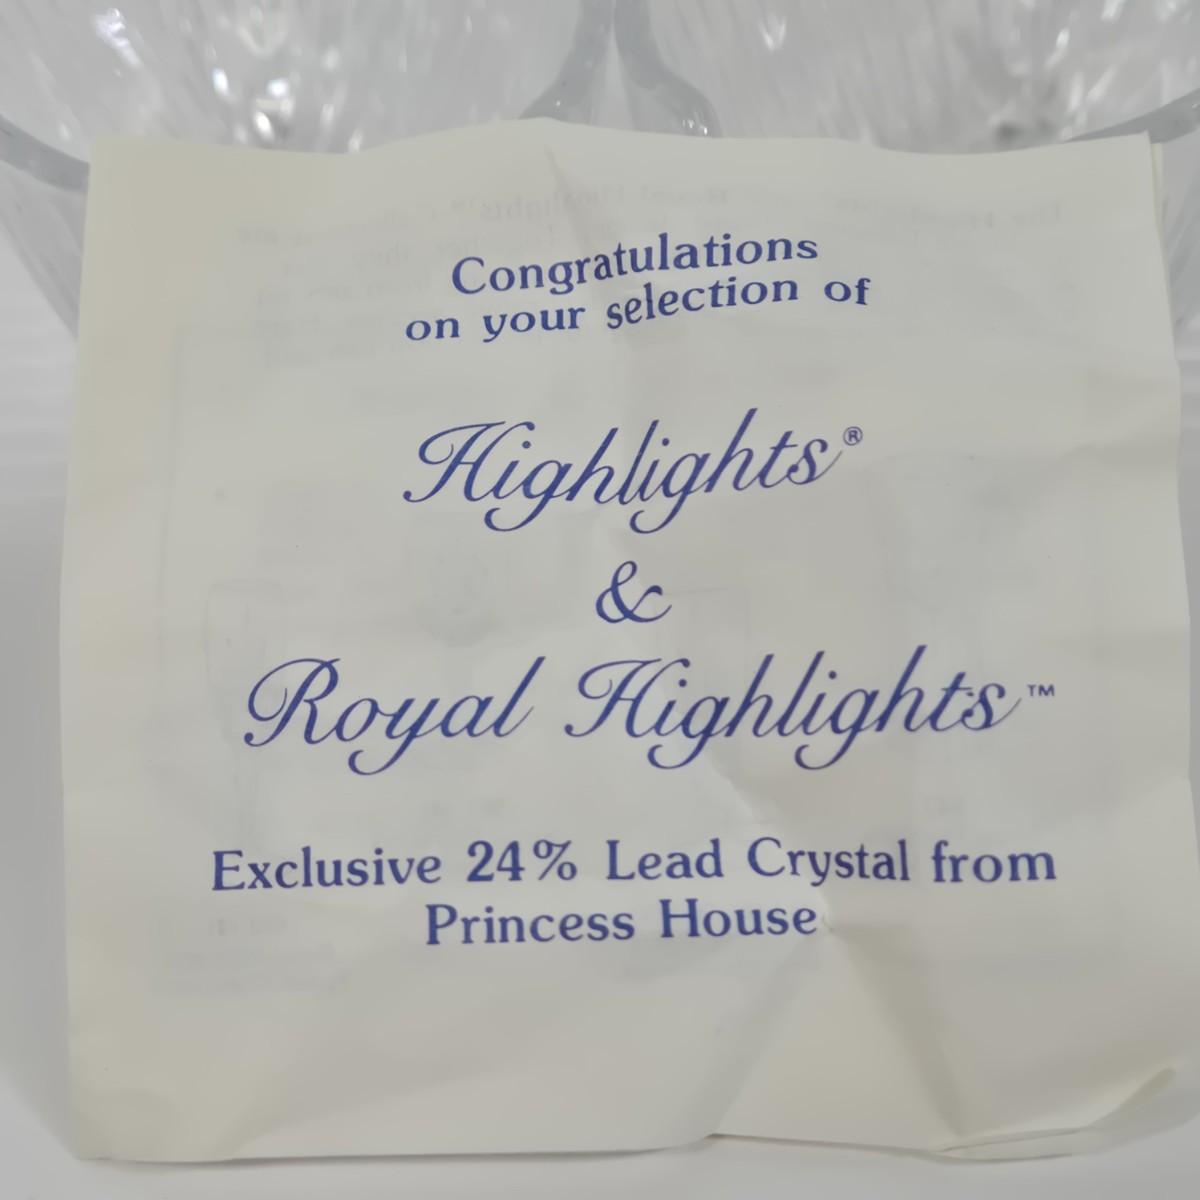 Congratulations
on your selection of
Highlights®
&
Royal Highlights™
Exclusive 24% Lead Crystal from
Princess House